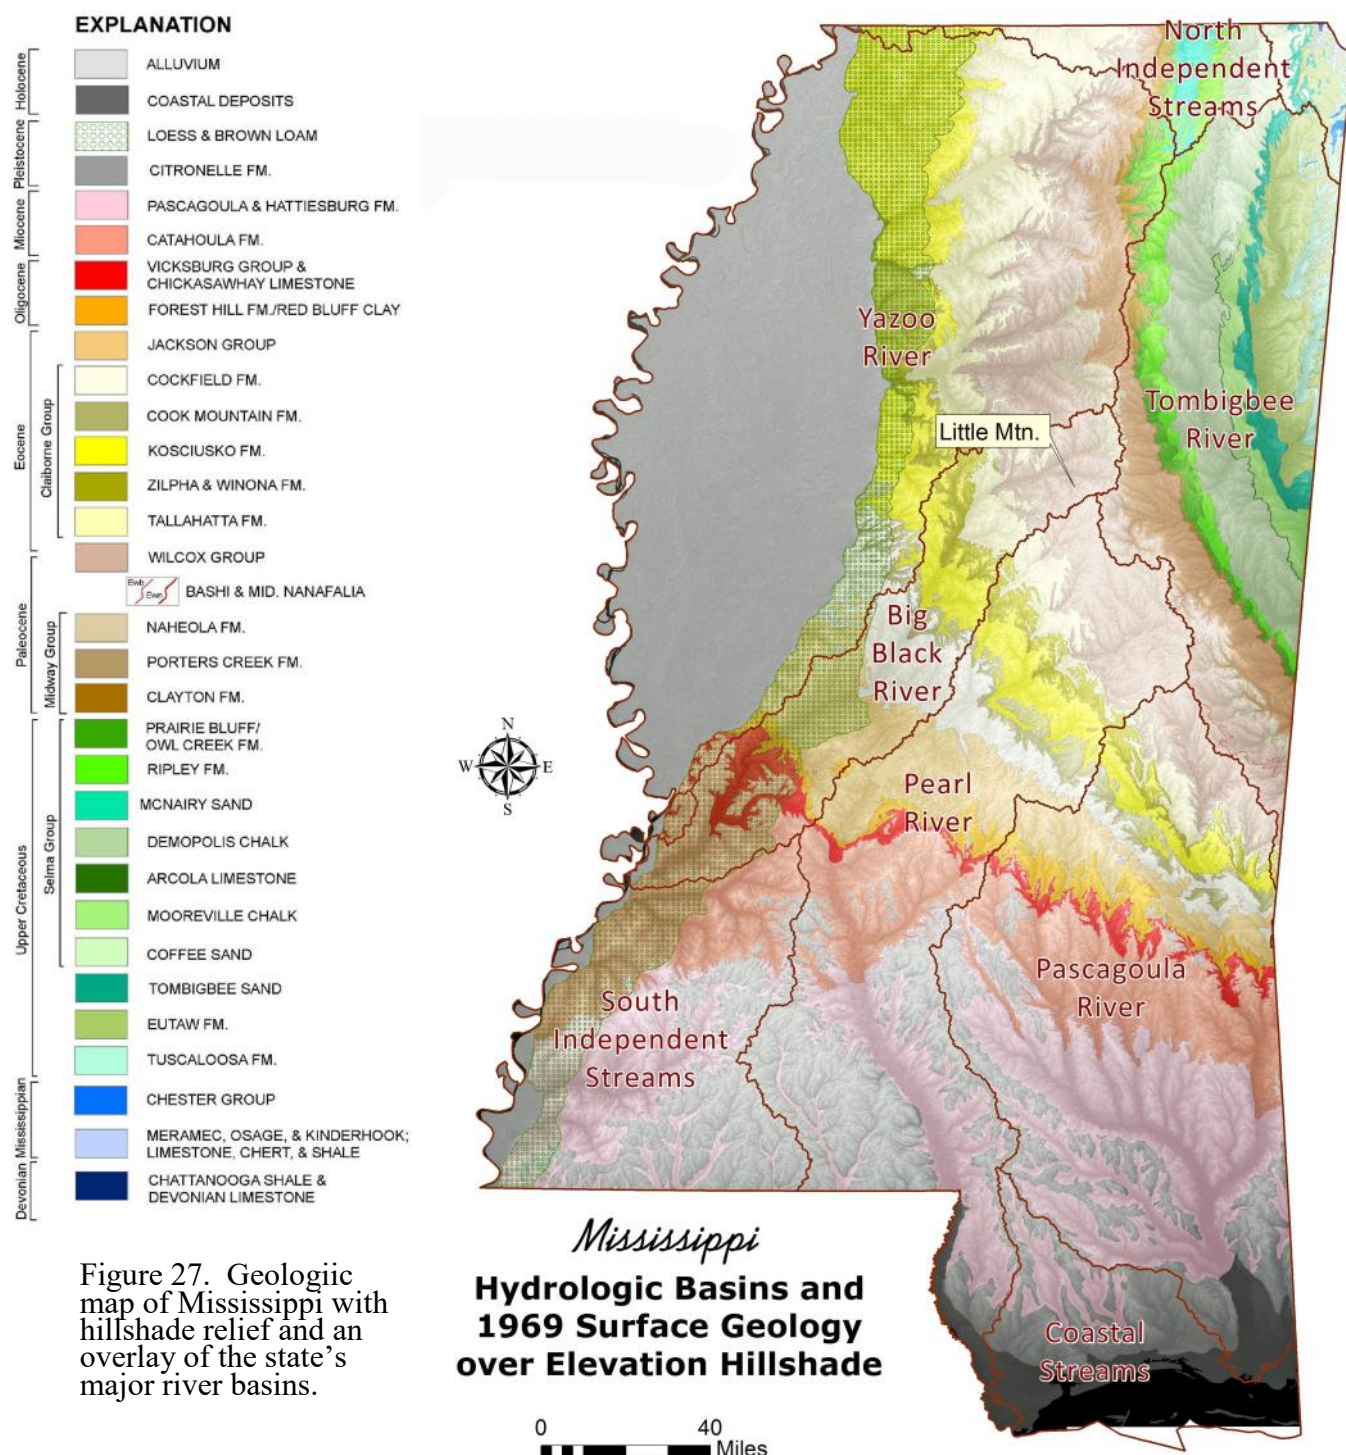 EXPLANATION
Holocene
ALLUVIUM
COASTAL DEPOSITS
Pleistocene
LOESS & BROWN LOAM
CITRONELLE FM.
Miocene
PASCAGOULA & HATTIESBURG FM.
CATAHOULA FM.
Oligocene
VICKSBURG GROUP &
CHICKASAWHAY LIMESTONE
FOREST HILL FM./RED BLUFF CLAY
Eocene
JACKSON GROUP
Claiborne Group
COCKFIELD FM.
COOK MOUNTAIN FM.
KOSCIUSKO FM.
ZILPHA & WINONA FM.
TALLAHATTA FM.
Paleocene
WILCOX GROUP
Ewb
Ewn
BASHI & MID. NANAFALIA
Midway Group
NAHEOLA FM.
PORTERS CREEK FM.
CLAYTON FM.
Upper Cretaceous
Selma Group
PRAIRIE BLUFF/
OWL CREEK FM.
RIPLEY FM.
MCNAIRY SAND
DEMOPOLIS CHALK
ARCOLA LIMESTONE
MOOREVILLE CHALK
COFFEE SAND
TOMBIGBEE SAND
EUTAW FM.
TUSCALOOSA FM.
Mississippian
CHESTER GROUP
MERAMEC, OSAGE, & KINDERHOOK;
LIMESTONE, CHERT, & SHALE
Devonian
CHATTANOOGA SHALE &
DEVONIAN LIMESTONE
Figure 27. Geologiic
map of Mississippi with
hillshade relief and an
overlay of the state's
major river basins.
North
Independent
Streams
Yazoo
River
Tombigbee
River
Little Mtn.
Big
Black
River
N
W E
S
Pearl
River
Pascagoula
River
South
Independent
Streams
Coastal
Streams
Mississippi
Hydrologic Basins and
1969 Surface Geology
over Elevation Hillshade
0 40
Miles